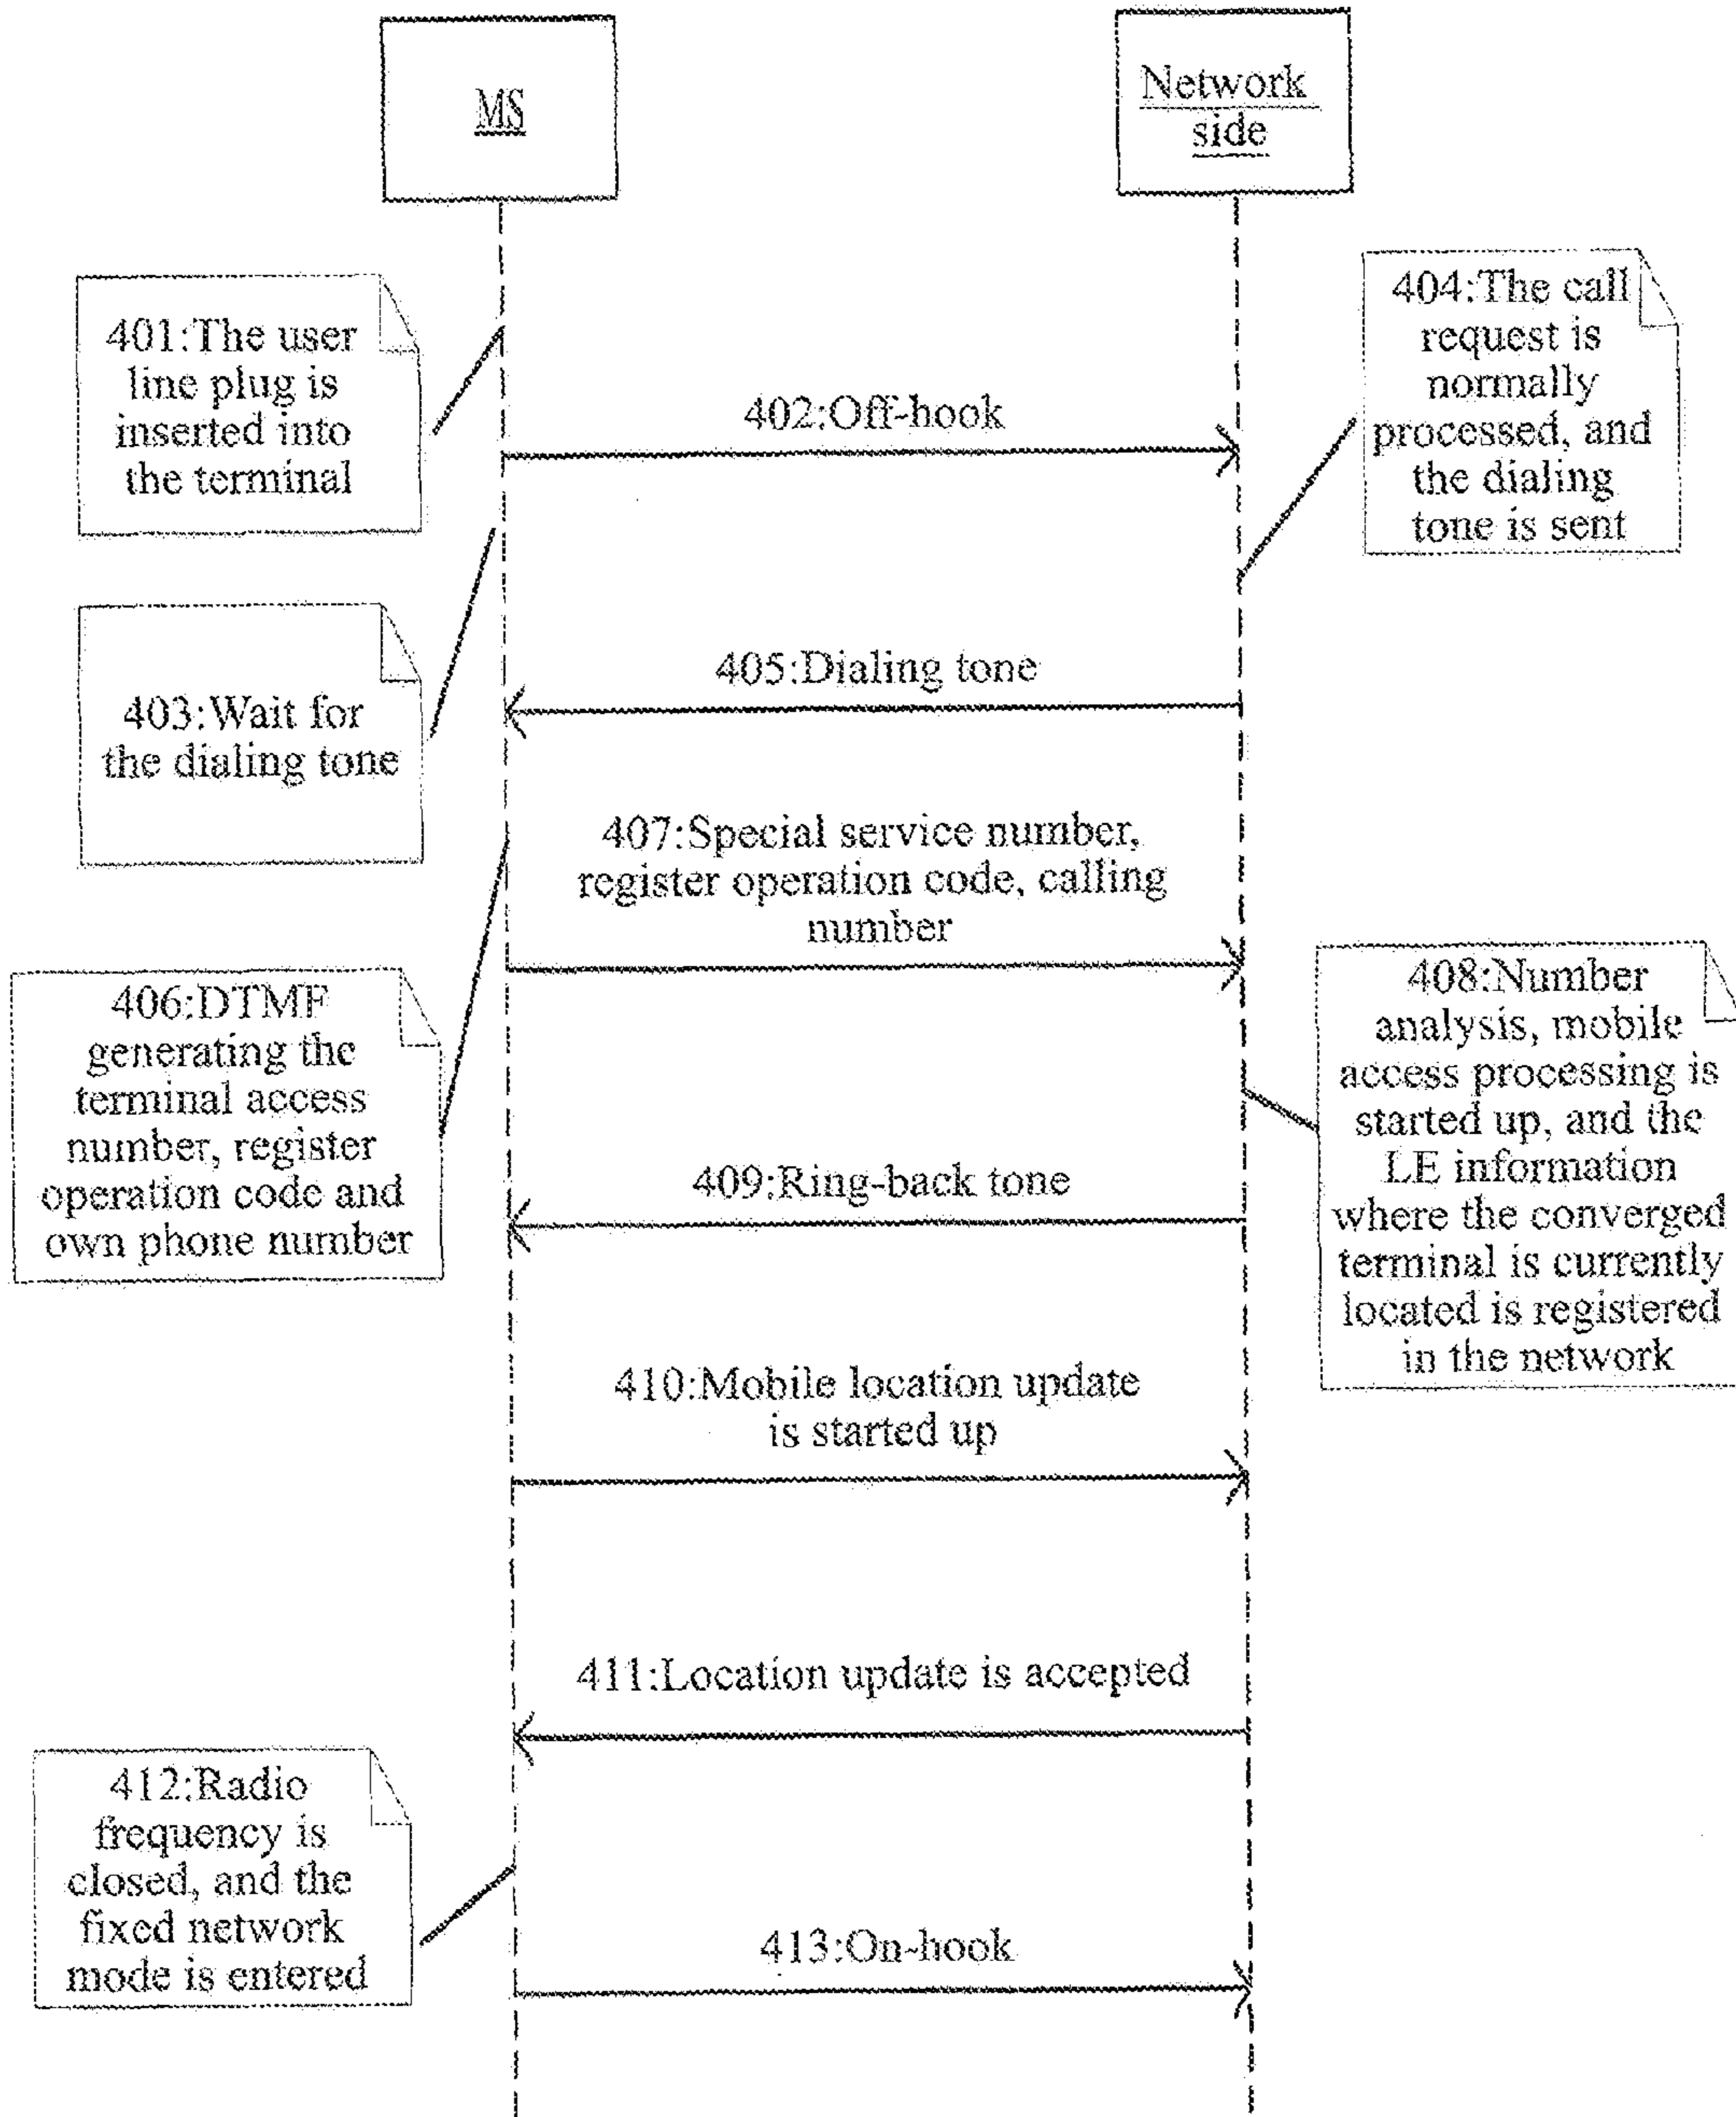 MS
Network
side
401:The user
line plug is
inserted into
the terminal
404:The call
request is
normally
processed, and
the dialing
tone is sent
402:Off-hook
403:Wait for
the dialing tone
405:Dialing tone
407:Special service number,
register operation code, calling
number
406:DTMF
generating the
terminal access
number, register
operation code and
own phone number
408:Number
analysis, mobile
access processing is
started up, and the
LE information
where the converged
terminal is currently
located is registered
in the network
409:Ring-back tone
410:Mobile location update
is started up
411:Location update is accepted
412:Radio
frequency is
closed, and the
fixed network
mode is entered
413:On-hook